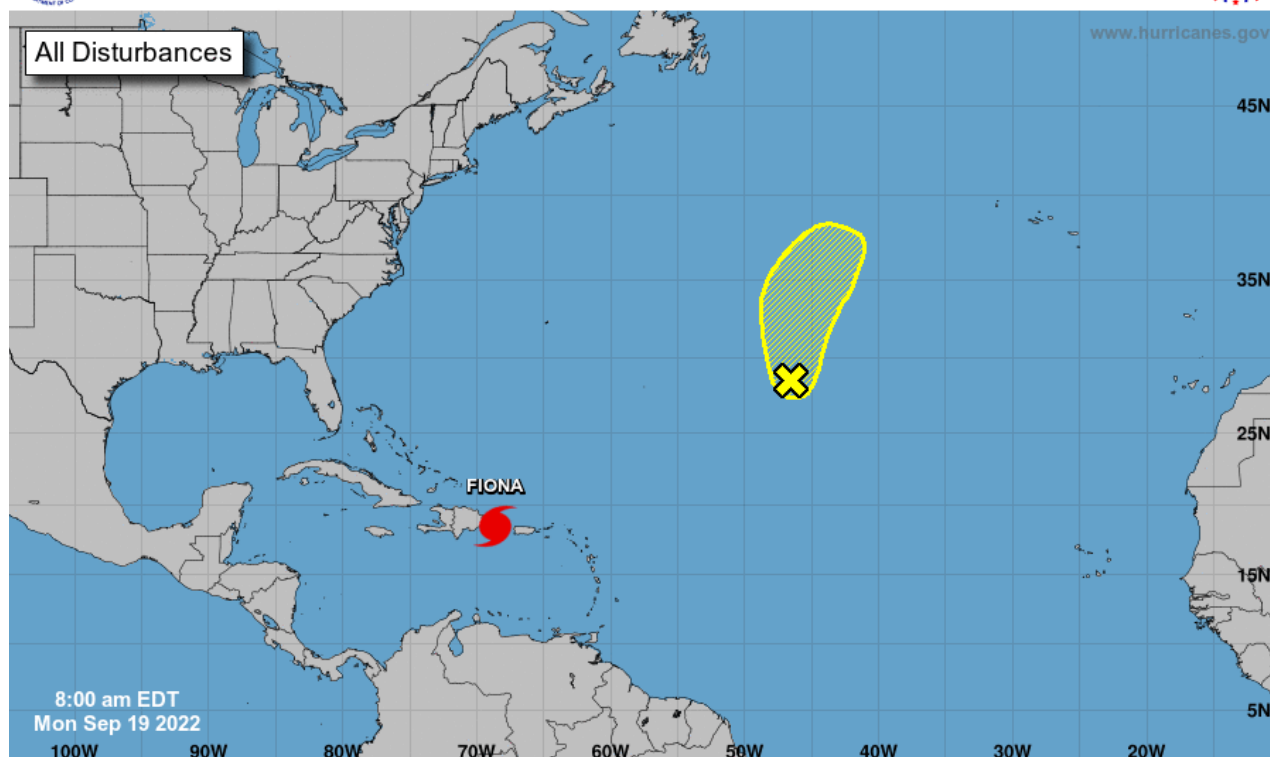 All Disturbances
www.hurricanes.gov
45N
35N
25N
FIONA
15N
8:00 am EDT
Mon Sep 19 2022
5N
100W 90W 80W 70W 60W 50W 40W 30W 20W